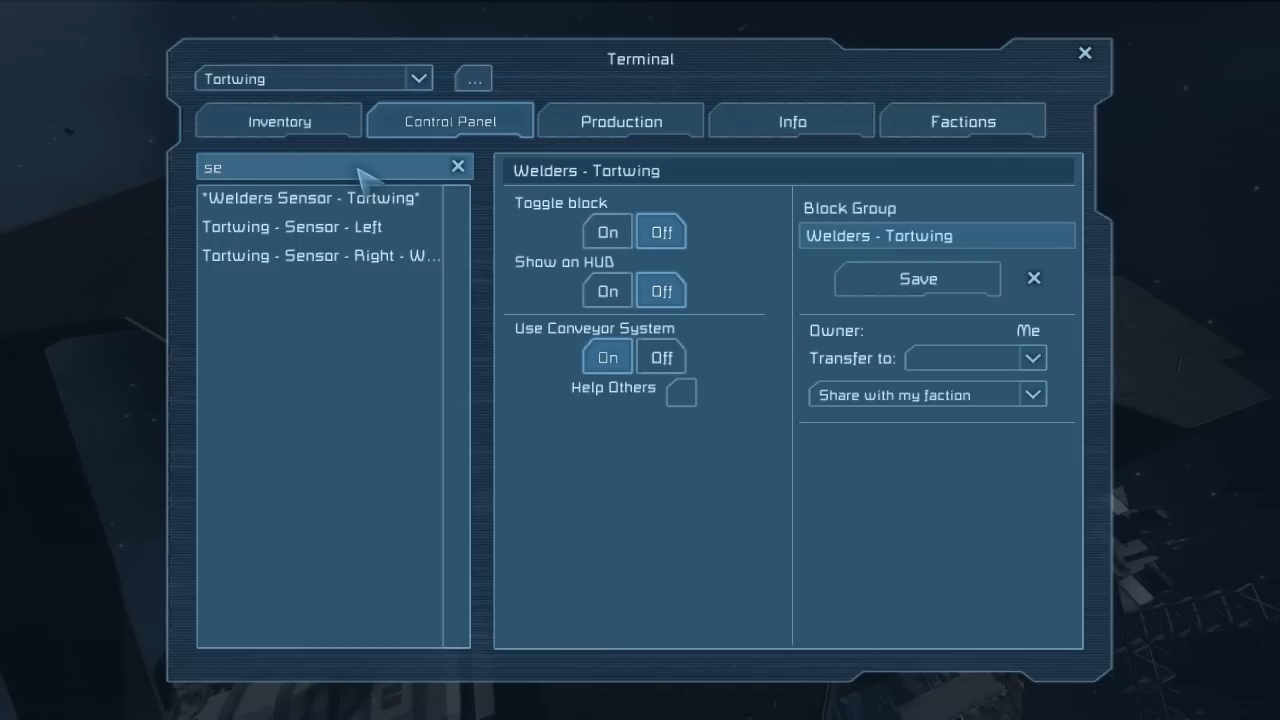 Terminal
Tortwing
...
Inventory
Control Panel
Production
Info
Factions
se
*Welders Sensor - Tortwing*
Tortwing - Sensor - Left
Tortwing - Sensor - Right - W...
Welders - Tortwing
Toggle block
On Off
Show on HUD
On Off
Use Conveyor System
On Off
Help Others
Block Group
Welders - Tortwing
Save
Owner: Me
Transfer to:
Share with my faction